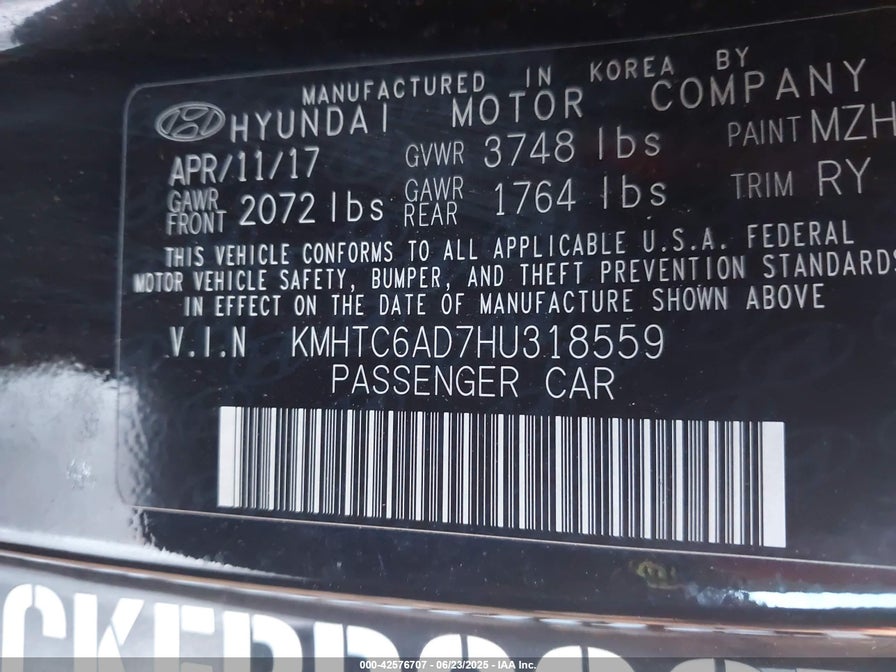 MANUFACTURED IN KOREA BY
HYUNDAI MOTOR COMPANY
APR/11/17 GVWR 3748 lbs PAINT MZH
GAWR FRONT 2072 lbs GAWR REAR 1764 lbs TRIM RY
THIS VEHICLE CONFORMS TO ALL APPLICABLE U.S.A. FEDERAL
MOTOR VEHICLE SAFETY, BUMPER, AND THEFT PREVENTION STANDARDS
IN EFFECT ON THE DATE OF MANUFACTURE SHOWN ABOVE
V.I.N KMHTC6AD7HU318559
PASSENGER CAR
000-42576707 - 06/23/2025 - IAA Inc.